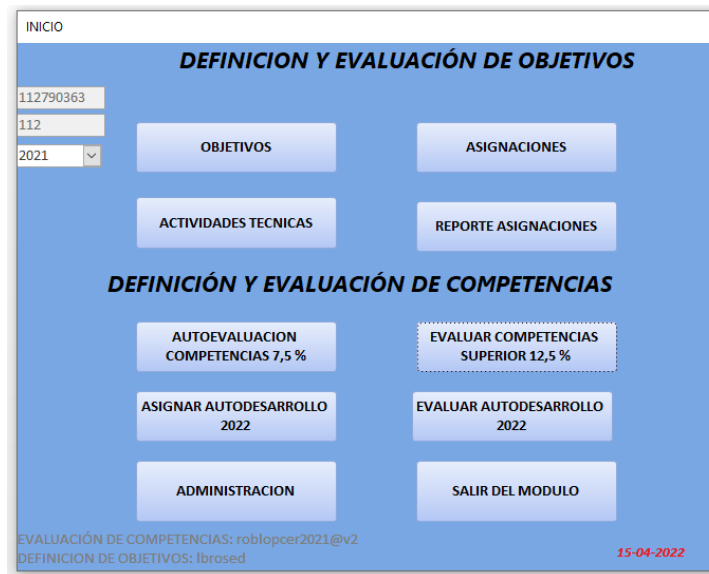 INICIO
DEFINICION Y EVALUACIÓN DE OBJETIVOS
112790363
112
2021
OBJETIVOS
ASIGNACIONES
ACTIVIDADES TECNICAS
REPORTE ASIGNACIONES
DEFINICIÓN Y EVALUACIÓN DE COMPETENCIAS
AUTOEVALUACION
COMPETENCIAS 7,5 %
EVALUAR COMPETENCIAS
SUPERIOR 12,5 %
ASIGNAR AUTODESARROLLO
2022
EVALUAR AUTODESARROLLO
2022
ADMINISTRACION
SALIR DEL MODULO
EVALUACIÓN DE COMPETENCIAS: roblopcer2021@v2
DEFINICION DE OBJETIVOS: lbrosed
15-04-2022